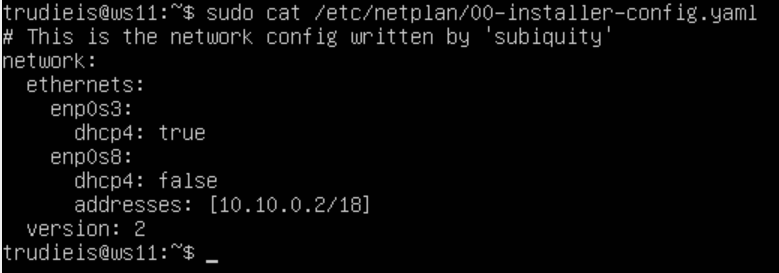 trudieis@ws11:~$ sudo cat /etc/netplan/00-installer-config.yaml
# This is the network config written by 'subiquity'
network:
  ethernets:
    enp0s3:
      dhcp4: true
    enp0s8:
      dhcp4: false
      addresses: [10.10.0.2/18]
  version: 2
trudieis@ws11:~$ _